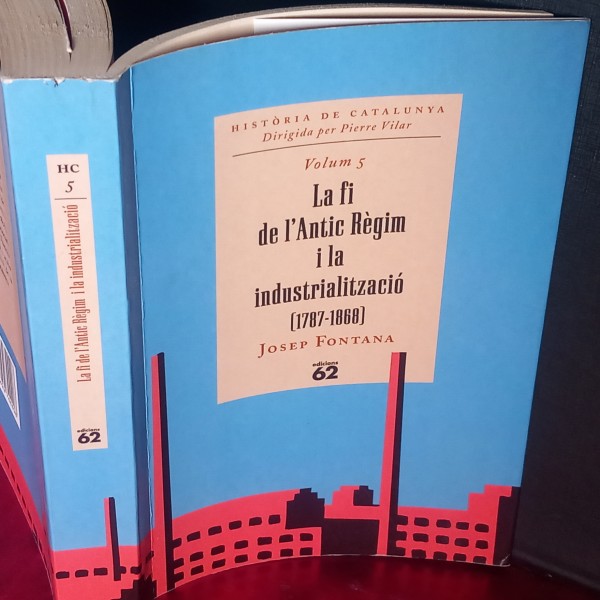 HC
5
La fi de l'Antic Règim i la industrialització
edicions
62
HISTÒRIA DE CATALUNYA
Dirigida per Pierre Vilar
Volum 5
La fi
de l'Antic Règim
i la
industrialització
(1787-1868)
JOSEP FONTANA
edicions
62